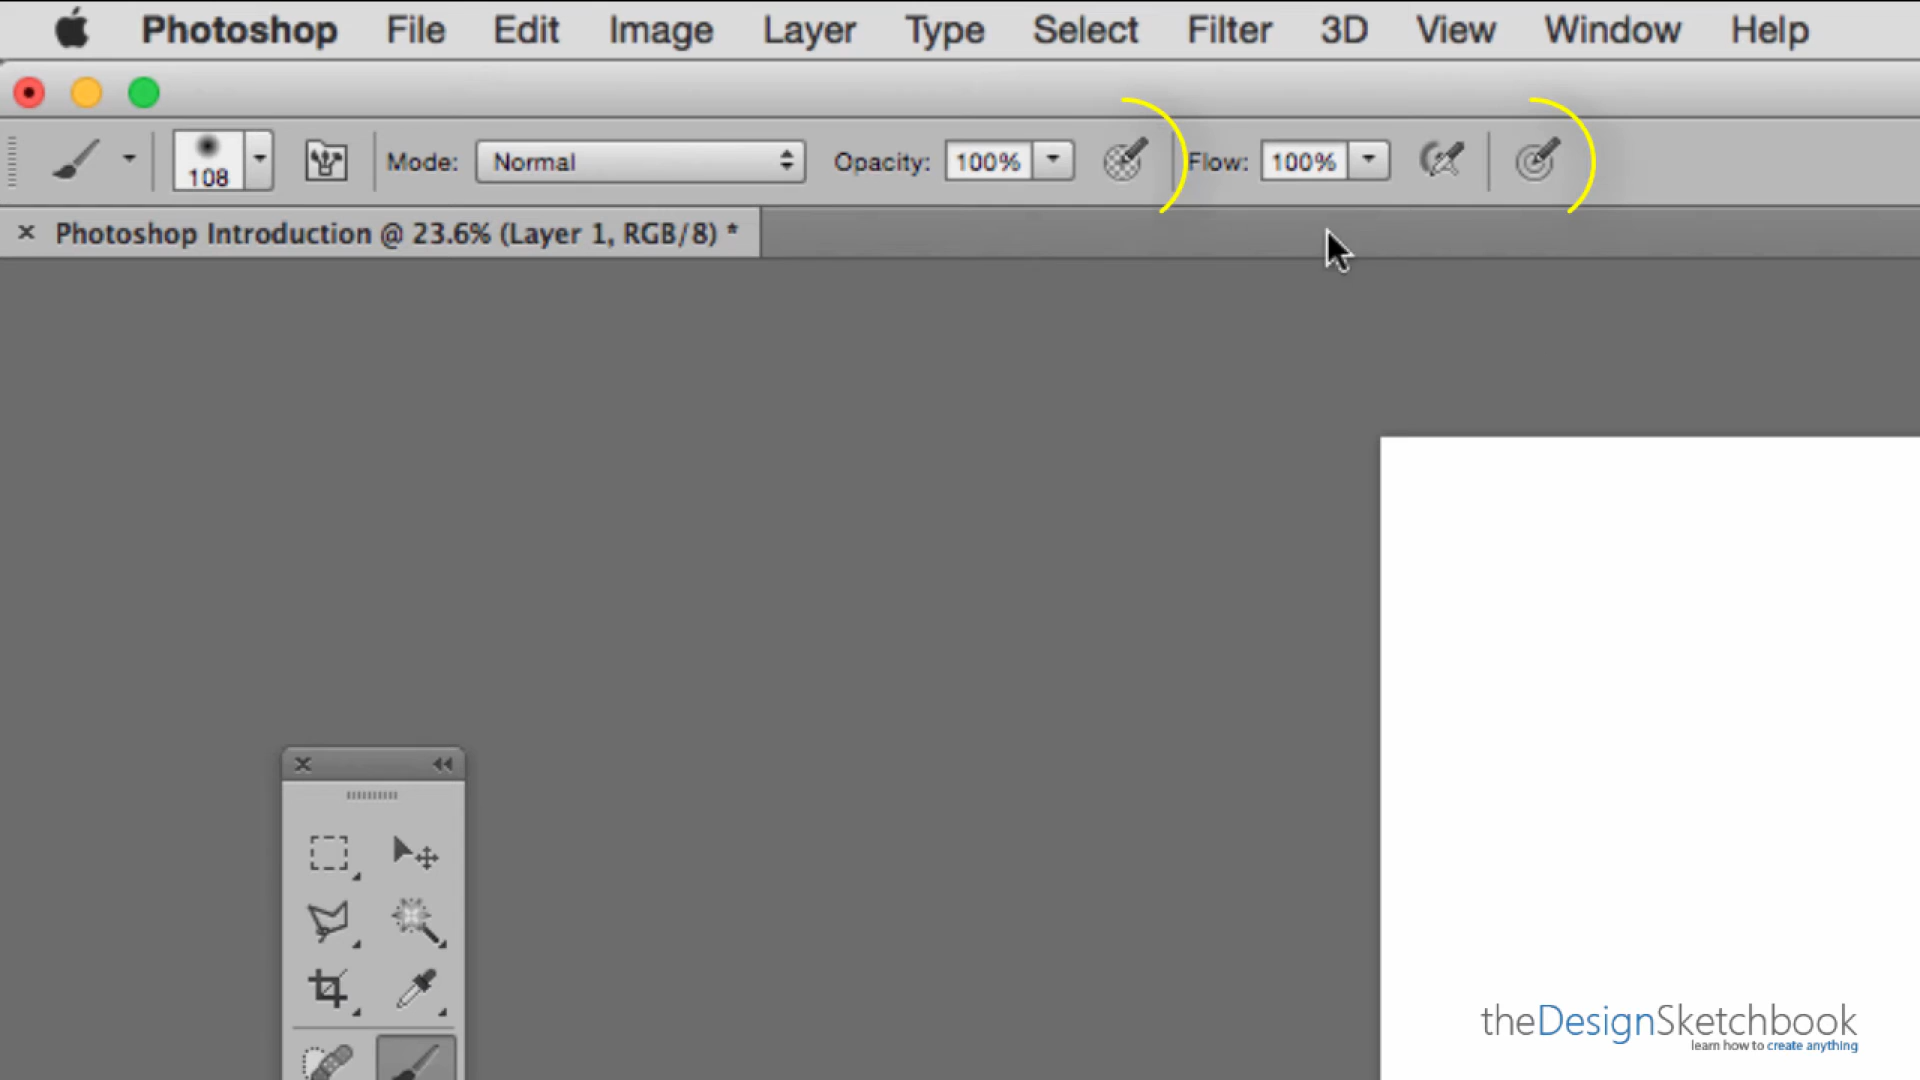 Photoshop File Edit Image Layer Type Select Filter 3D View Window Help
108 Mode: Normal Opacity: 100% Flow: 100%
× Photoshop Introduction @ 23.6% (Layer 1, RGB/8) *
theDesignSketchbook
learn how to create anything